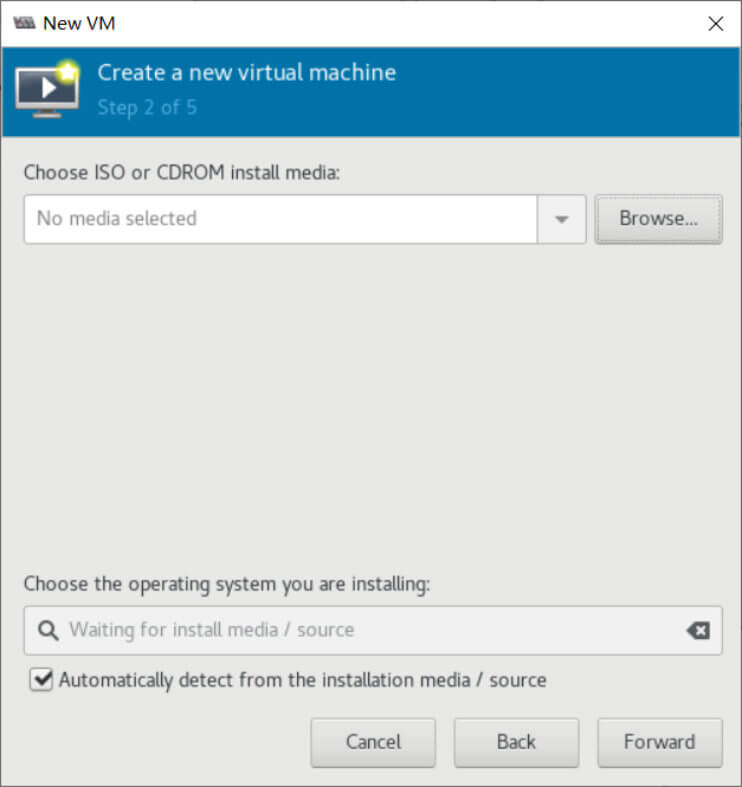 New VM
Create a new virtual machine
Step 2 of 5
Choose ISO or CDROM install media:
No media selected
Browse...
Choose the operating system you are installing:
Waiting for install media / source
Automatically detect from the installation media / source
Cancel Back Forward